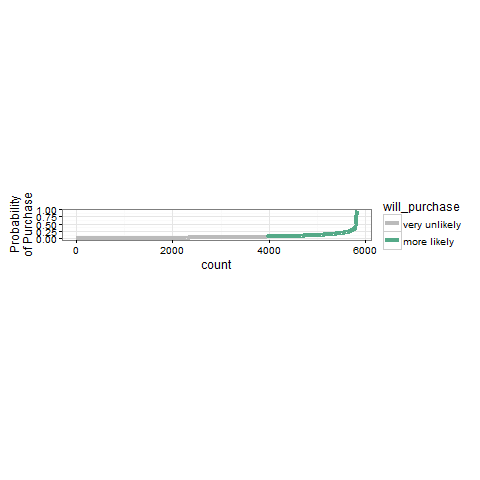 Probability
of Purchase
1.00
0.75
0.50
0.25
0.00
0
2000
4000
6000
count
will_purchase
very unlikely
more likely